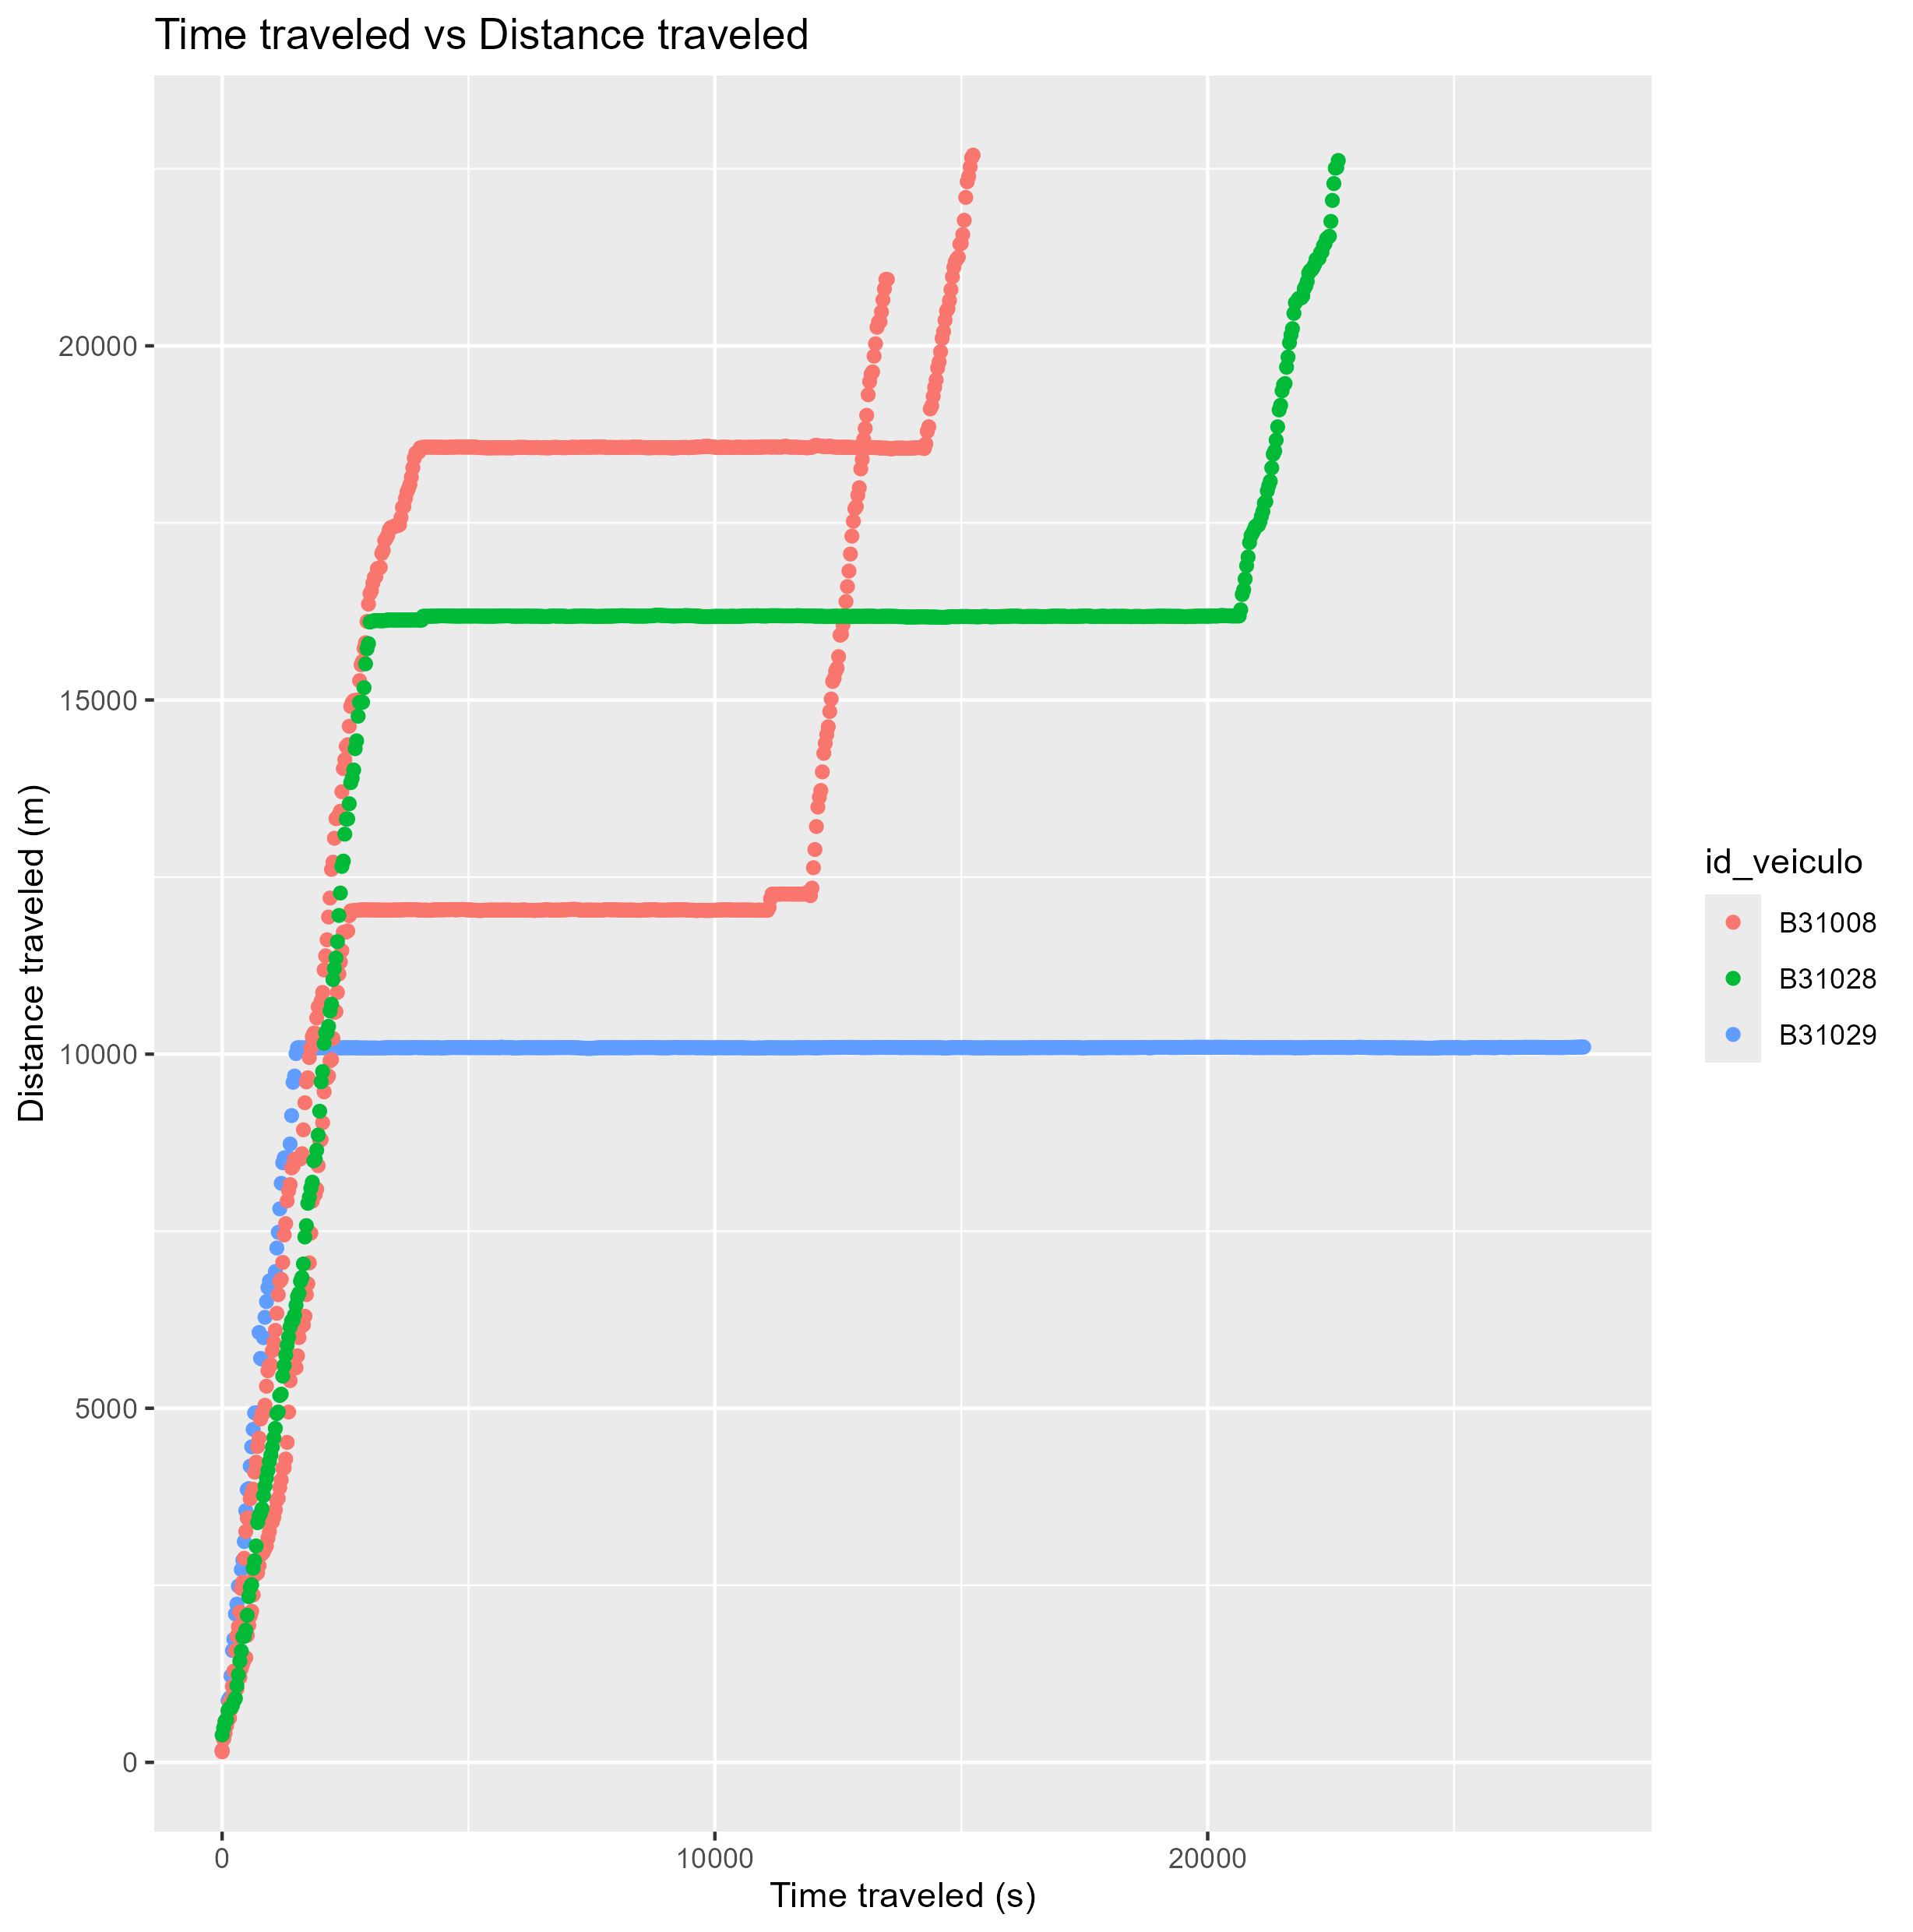 Time traveled vs Distance traveled
Distance traveled (m)
20000
15000
10000
5000
0
0
10000
20000
Time traveled (s)
id_veiculo
B31008
B31028
B31029